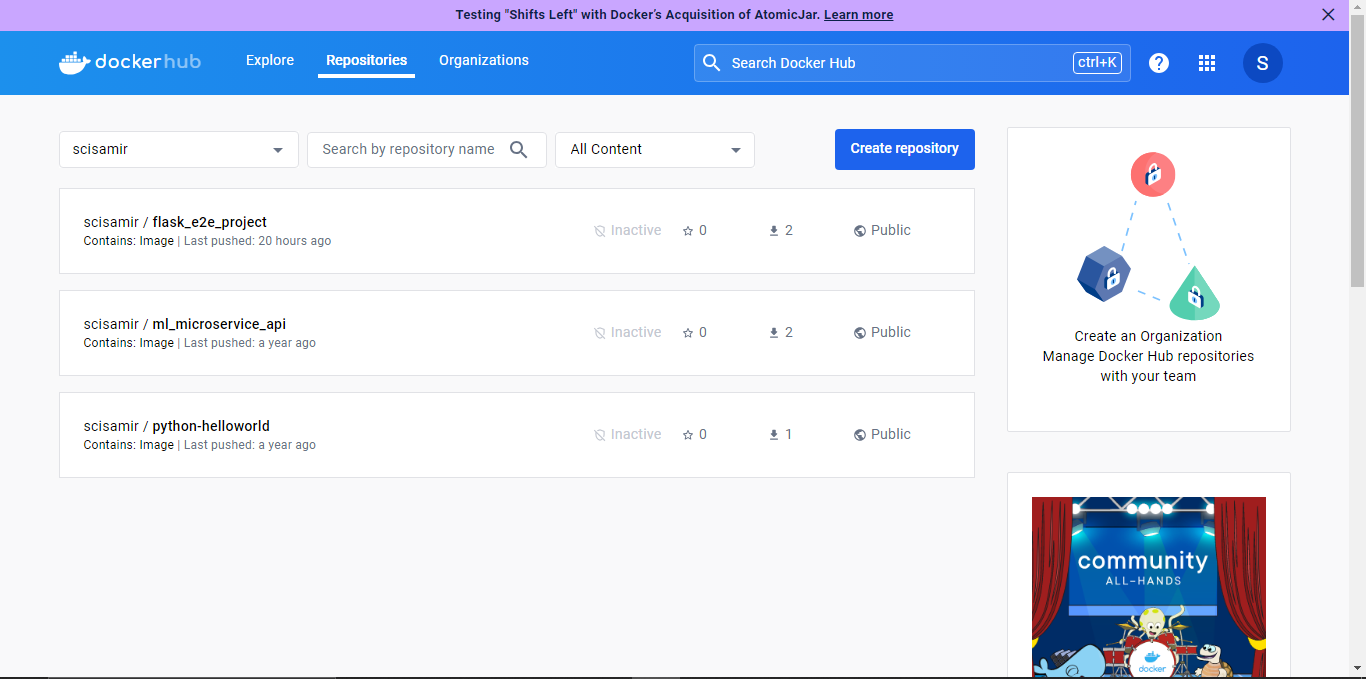 Testing "Shifts Left" with Docker's Acquisition of AtomicJar. Learn more
dockerhub Explore Repositories Organizations Search Docker Hub ctrl+K ? S
scisamir Search by repository name All Content Create repository
scisamir / flask_e2e_project Inactive 0 2 Public
Contains: Image | Last pushed: 20 hours ago
scisamir / ml_microservice_api Inactive 0 2 Public
Contains: Image | Last pushed: a year ago
scisamir / python-helloworld Inactive 0 1 Public
Contains: Image | Last pushed: a year ago
Create an Organization
Manage Docker Hub repositories
with your team
community
ALL-HANDS
docker